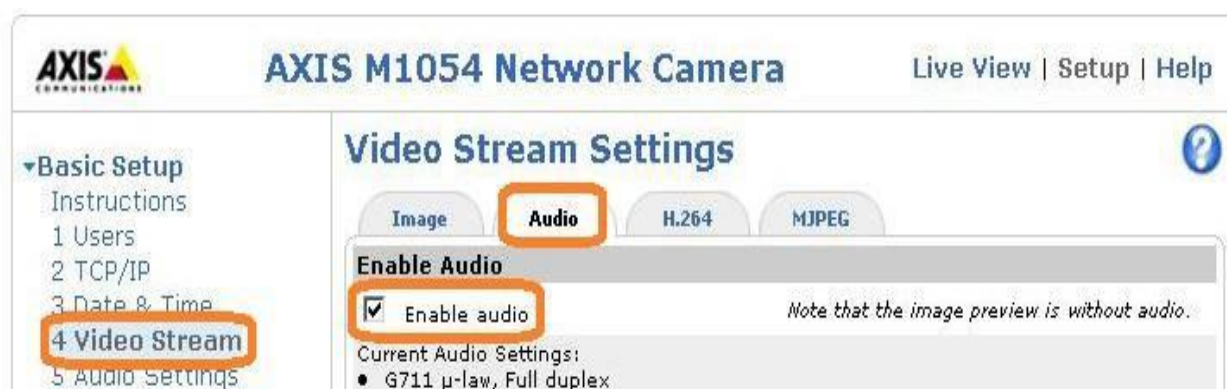 AXIS
COMMUNICATIONS
AXIS M1054 Network Camera
Live View | Setup | Help
Basic Setup
Instructions
1 Users
2 TCP/IP
3 Date & Time
4 Video Stream
5 Audio Settings
Video Stream Settings
Image
Audio
H.264
MJPEG
Enable Audio
Enable audio
Note that the image preview is without audio.
Current Audio Settings:
• G711 µ-law, Full duplex